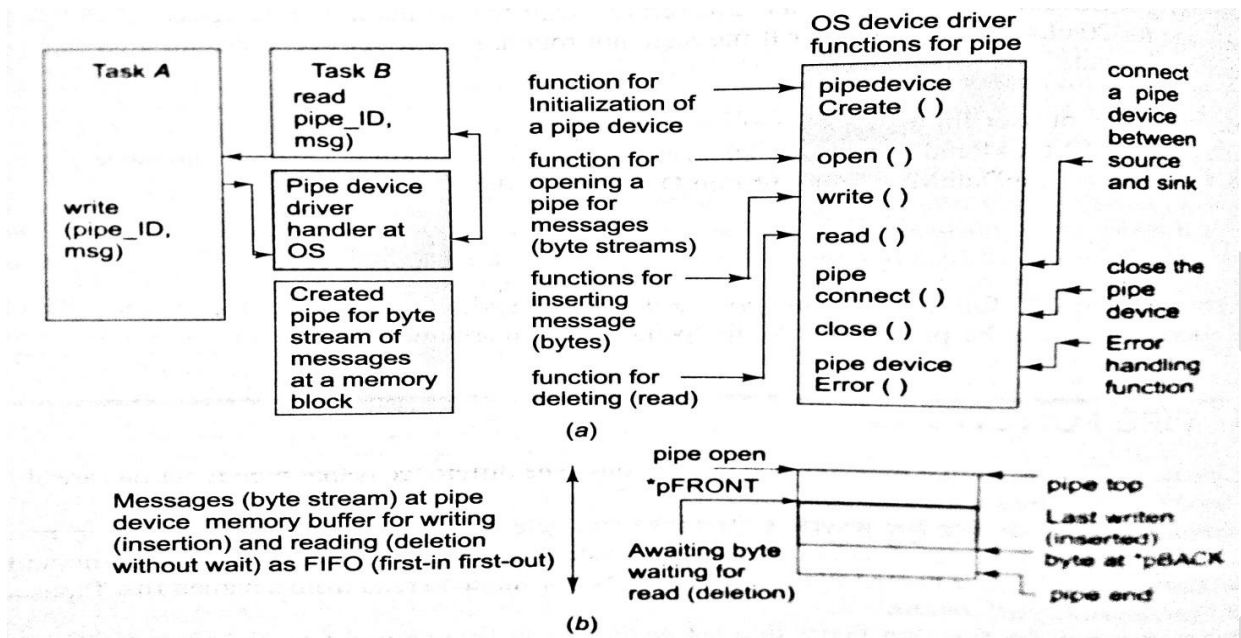 Task A
write
(pipe_ID,
msg)
Task B
read
pipe_ID,
msg)
Pipe device
driver
handler at
OS
Created
pipe for byte
stream of
messages
at a memory
block
function for
Initialization of
a pipe device
function for
opening a
pipe for
messages
(byte streams)
functions for
inserting
message
(bytes)
function for
deleting (read)
OS device driver
functions for pipe
pipedevice
Create ( )
open ( )
write ( )
read ( )
pipe
connect ( )
close ( )
pipe device
Error ( )
connect
a pipe
device
between
source
and sink
close the
pipe
device
Error
handling
function
(a)
Messages (byte stream) at pipe
device memory buffer for writing
(insertion) and reading (deletion
without wait) as FIFO (first-in first-out)
pipe open
*pFRONT
Awaiting byte
waiting for
read (deletion)
pipe top
Last writen
(inserted)
byte at *pBACK
pipe end
(b)